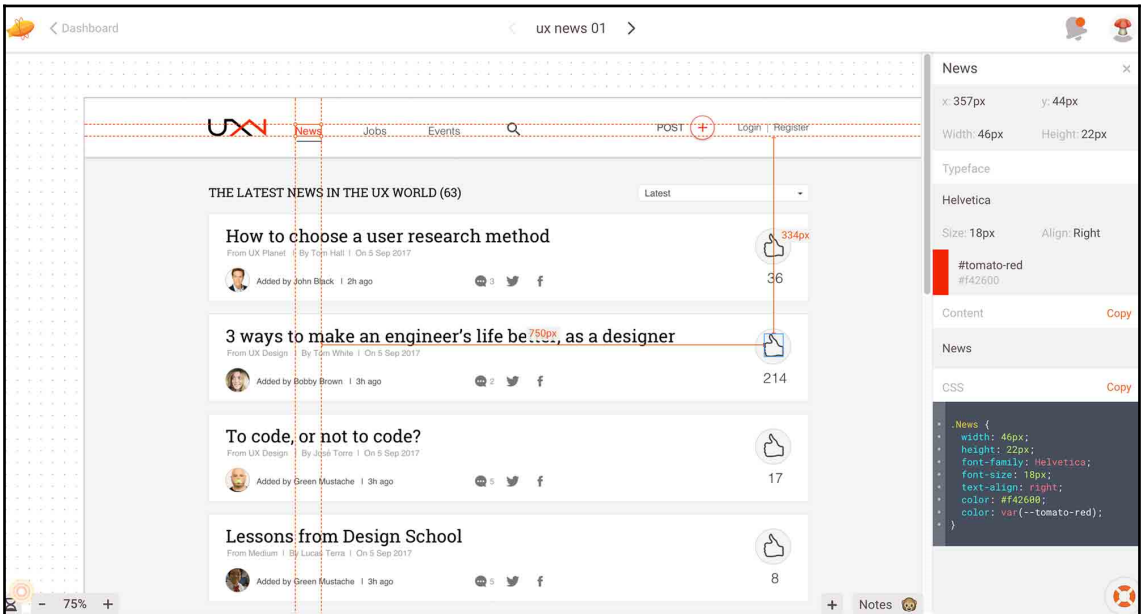 Dashboard
ux news 01
UXN
News
Jobs
Events
POST
Login | Register
THE LATEST NEWS IN THE UX WORLD (63)
Latest
How to choose a user research method
From UX Planet | By Tom Hall | On 5 Sep 2017
Added by John Black | 2h ago
3
334px
36
3 ways to make an engineer’s life better, as a designer
750px
From UX Design | By Tom White | On 5 Sep 2017
Added by Bobby Brown | 3h ago
2
214
To code, or not to code?
From UX Design | By José Torre | On 5 Sep 2017
Added by Green Mustache | 3h ago
5
17
Lessons from Design School
From Medium | By Lucas Terra | On 5 Sep 2017
Added by Green Mustache | 3h ago
5
8
- 75% +
+ Notes
News ×
x: 357px y: 44px
Width: 46px Height: 22px
Typeface
Helvetica
Size: 18px Align: Right
#tomato-red
#f42600
Content Copy
News
CSS Copy
.News {
width: 46px;
height: 22px;
font-family: Helvetica;
font-size: 18px;
text-align: right;
color: #f42600;
color: var(--tomato-red);
}